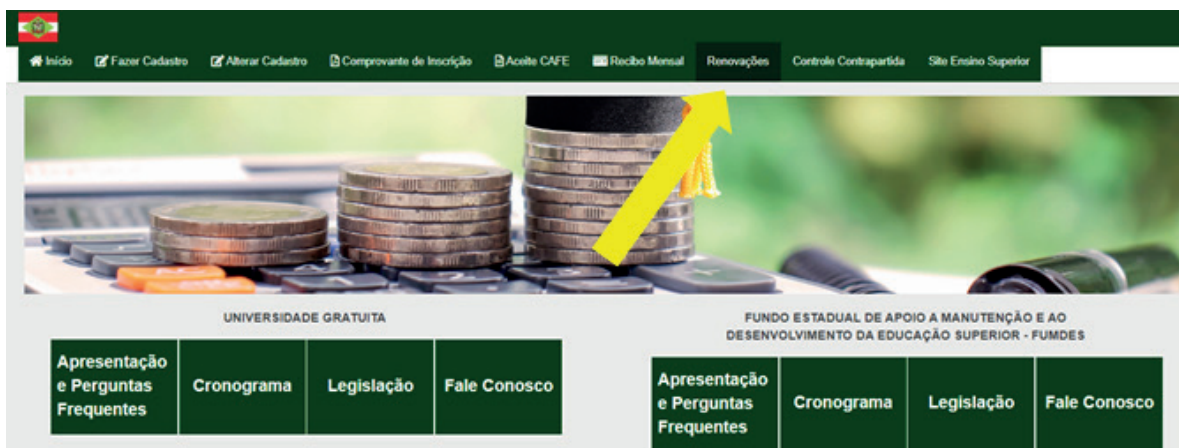 Início Fazer Cadastro Alterar Cadastro Comprovante de Inscrição Aceite CAFE Recibo Mensal Renovações Controle Contrapartida Site Ensino Superior
UNIVERSIDADE GRATUITA
Apresentação
e Perguntas
Frequentes
Cronograma
Legislação
Fale Conosco
FUNDO ESTADUAL DE APOIO A MANUTENÇÃO E AO
DESENVOLVIMENTO DA EDUCAÇÃO SUPERIOR - FUMDES
Apresentação
e Perguntas
Frequentes
Cronograma
Legislação
Fale Conosco